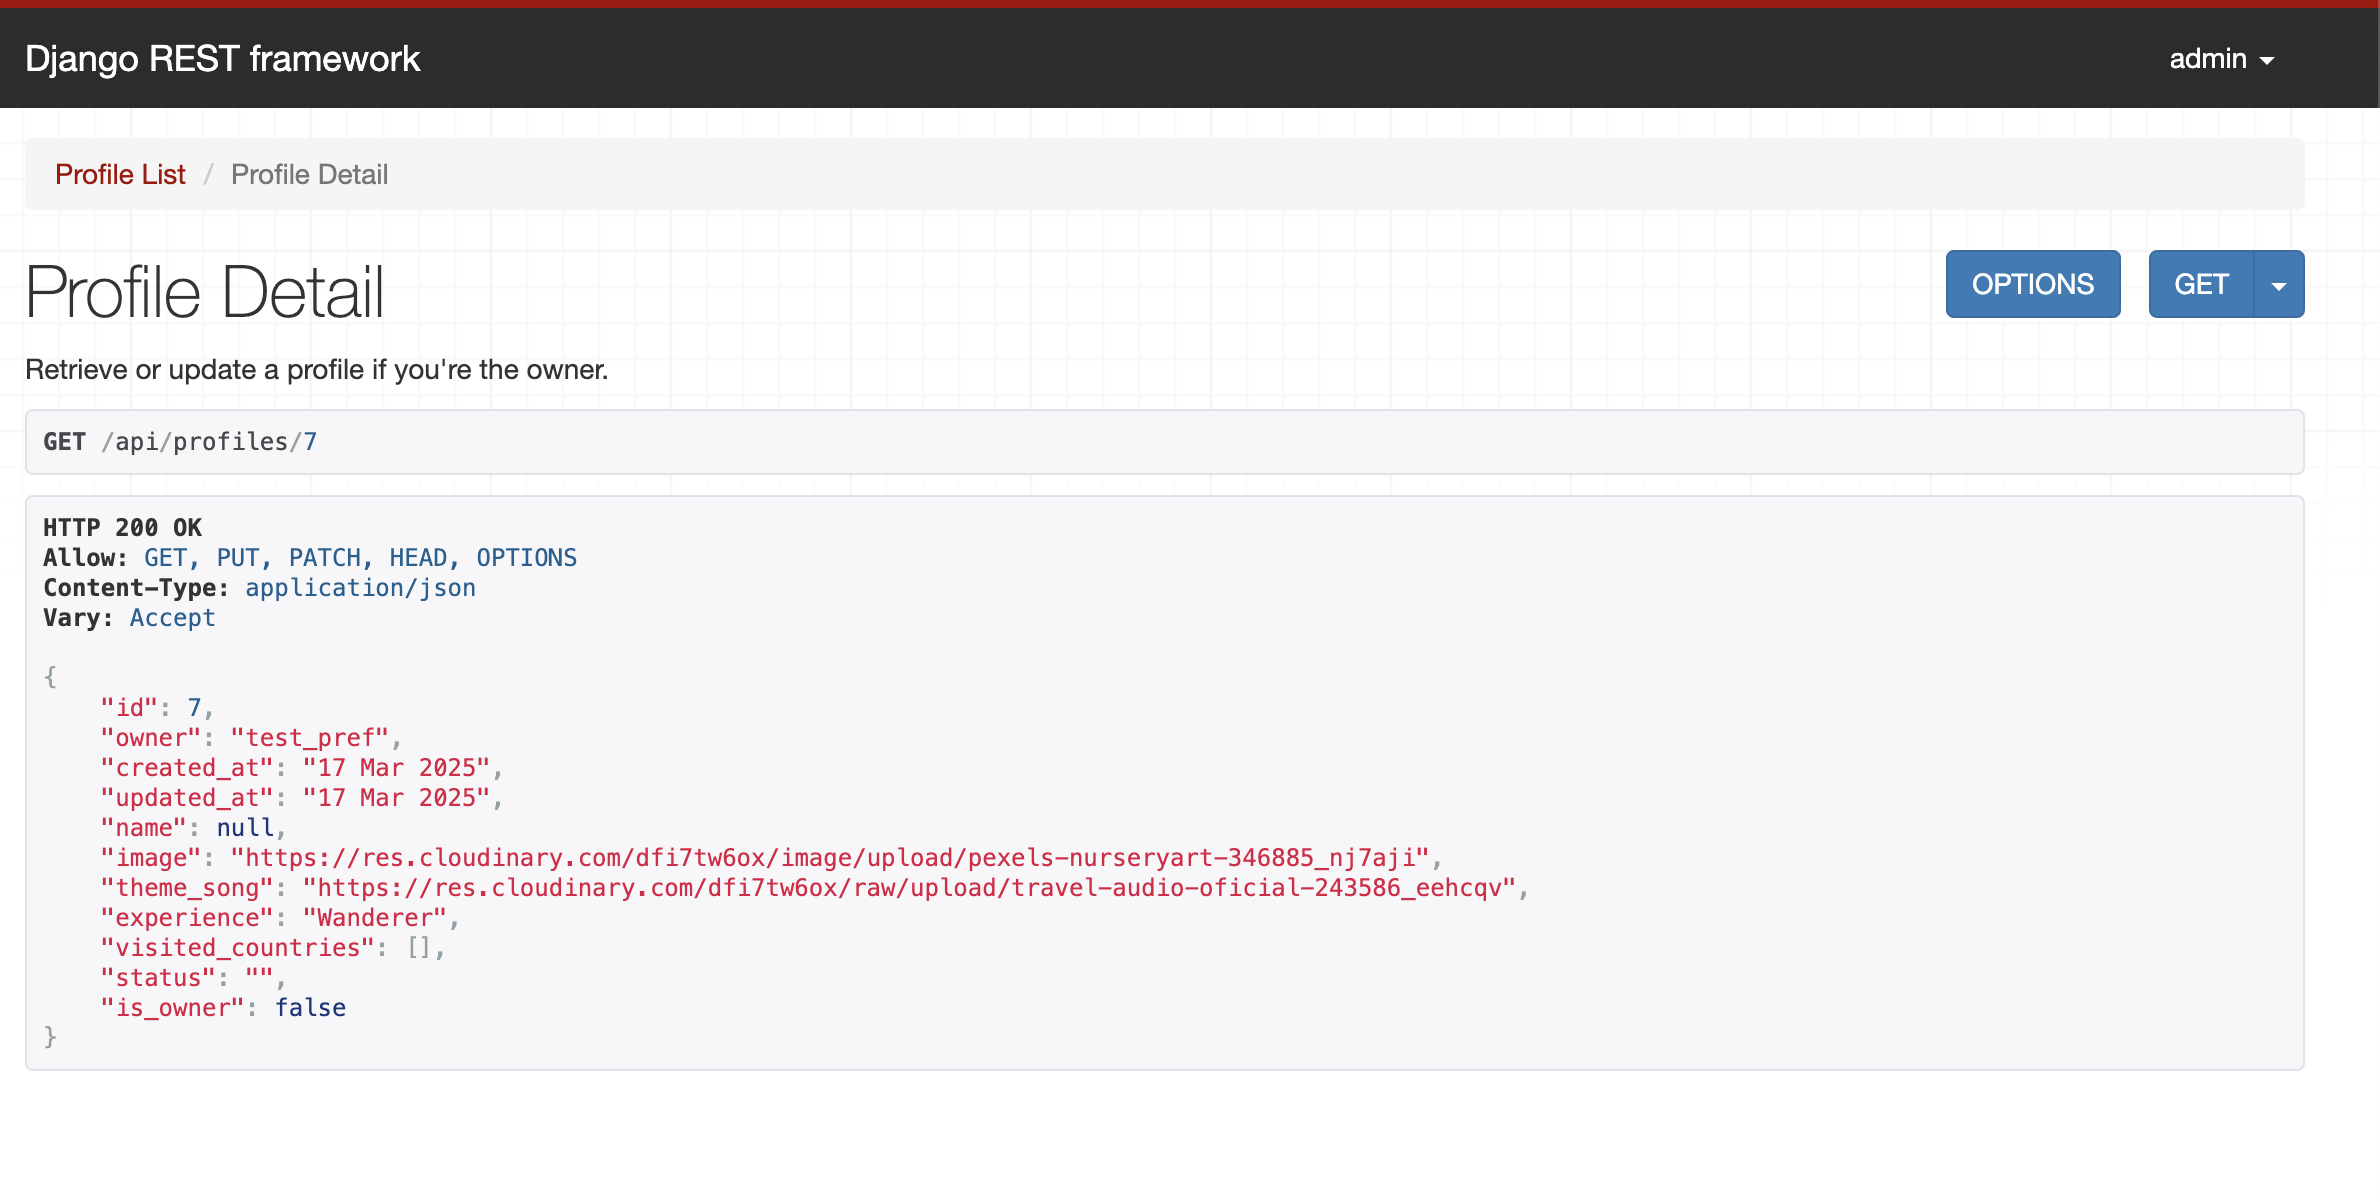 Django REST framework
admin
Profile List / Profile Detail
Profile Detail
OPTIONS
GET
Retrieve or update a profile if you're the owner.
GET /api/profiles/7
HTTP 200 OK
Allow: GET, PUT, PATCH, HEAD, OPTIONS
Content-Type: application/json
Vary: Accept
{
    "id": 7,
    "owner": "test_pref",
    "created_at": "17 Mar 2025",
    "updated_at": "17 Mar 2025",
    "name": null,
    "image": "https://res.cloudinary.com/dfi7tw6ox/image/upload/pexels-nurseryart-346885_nj7aji",
    "theme_song": "https://res.cloudinary.com/dfi7tw6ox/raw/upload/travel-audio-oficial-243586_eehcqv",
    "experience": "Wanderer",
    "visited_countries": [],
    "status": "",
    "is_owner": false
}